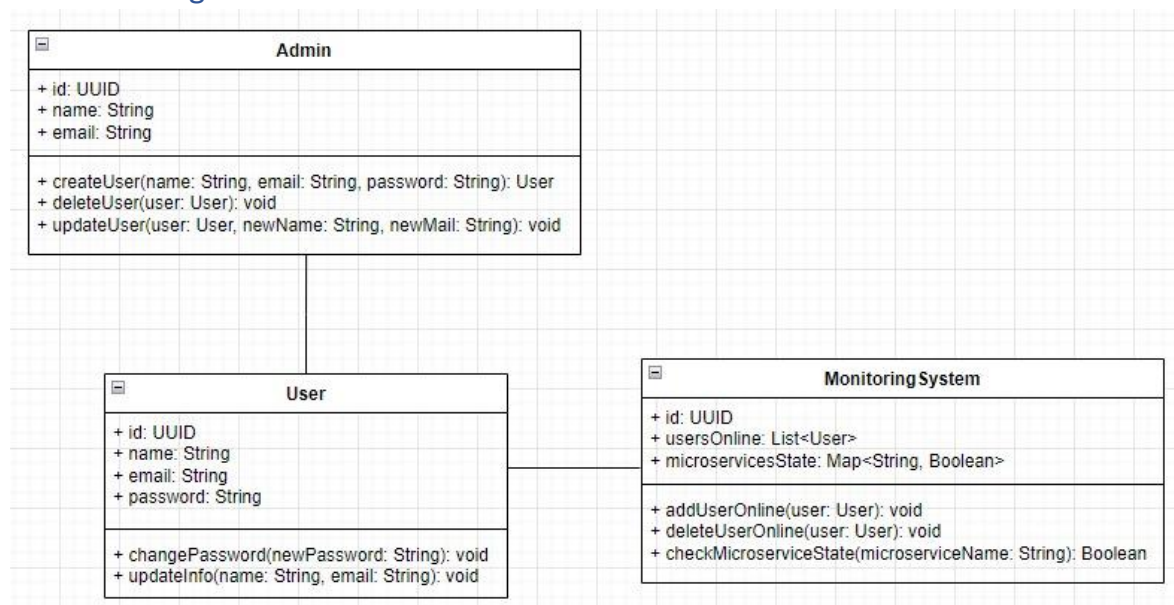 Admin
+ id: UUID
+ name: String
+ email: String
+ createUser(name: String, email: String, password: String): User
+ deleteUser(user: User): void
+ updateUser(user: User, newName: String, newMail: String): void
User
+ id: UUID
+ name: String
+ email: String
+ password: String
+ changePassword(newPassword: String): void
+ updateInfo(name: String, email: String): void
MonitoringSystem
+ id: UUID
+ usersOnline: List<User>
+ microservicesState: Map<String, Boolean>
+ addUserOnline(user: User): void
+ deleteUserOnline(user: User): void
+ checkMicroserviceState(microserviceName: String): Boolean